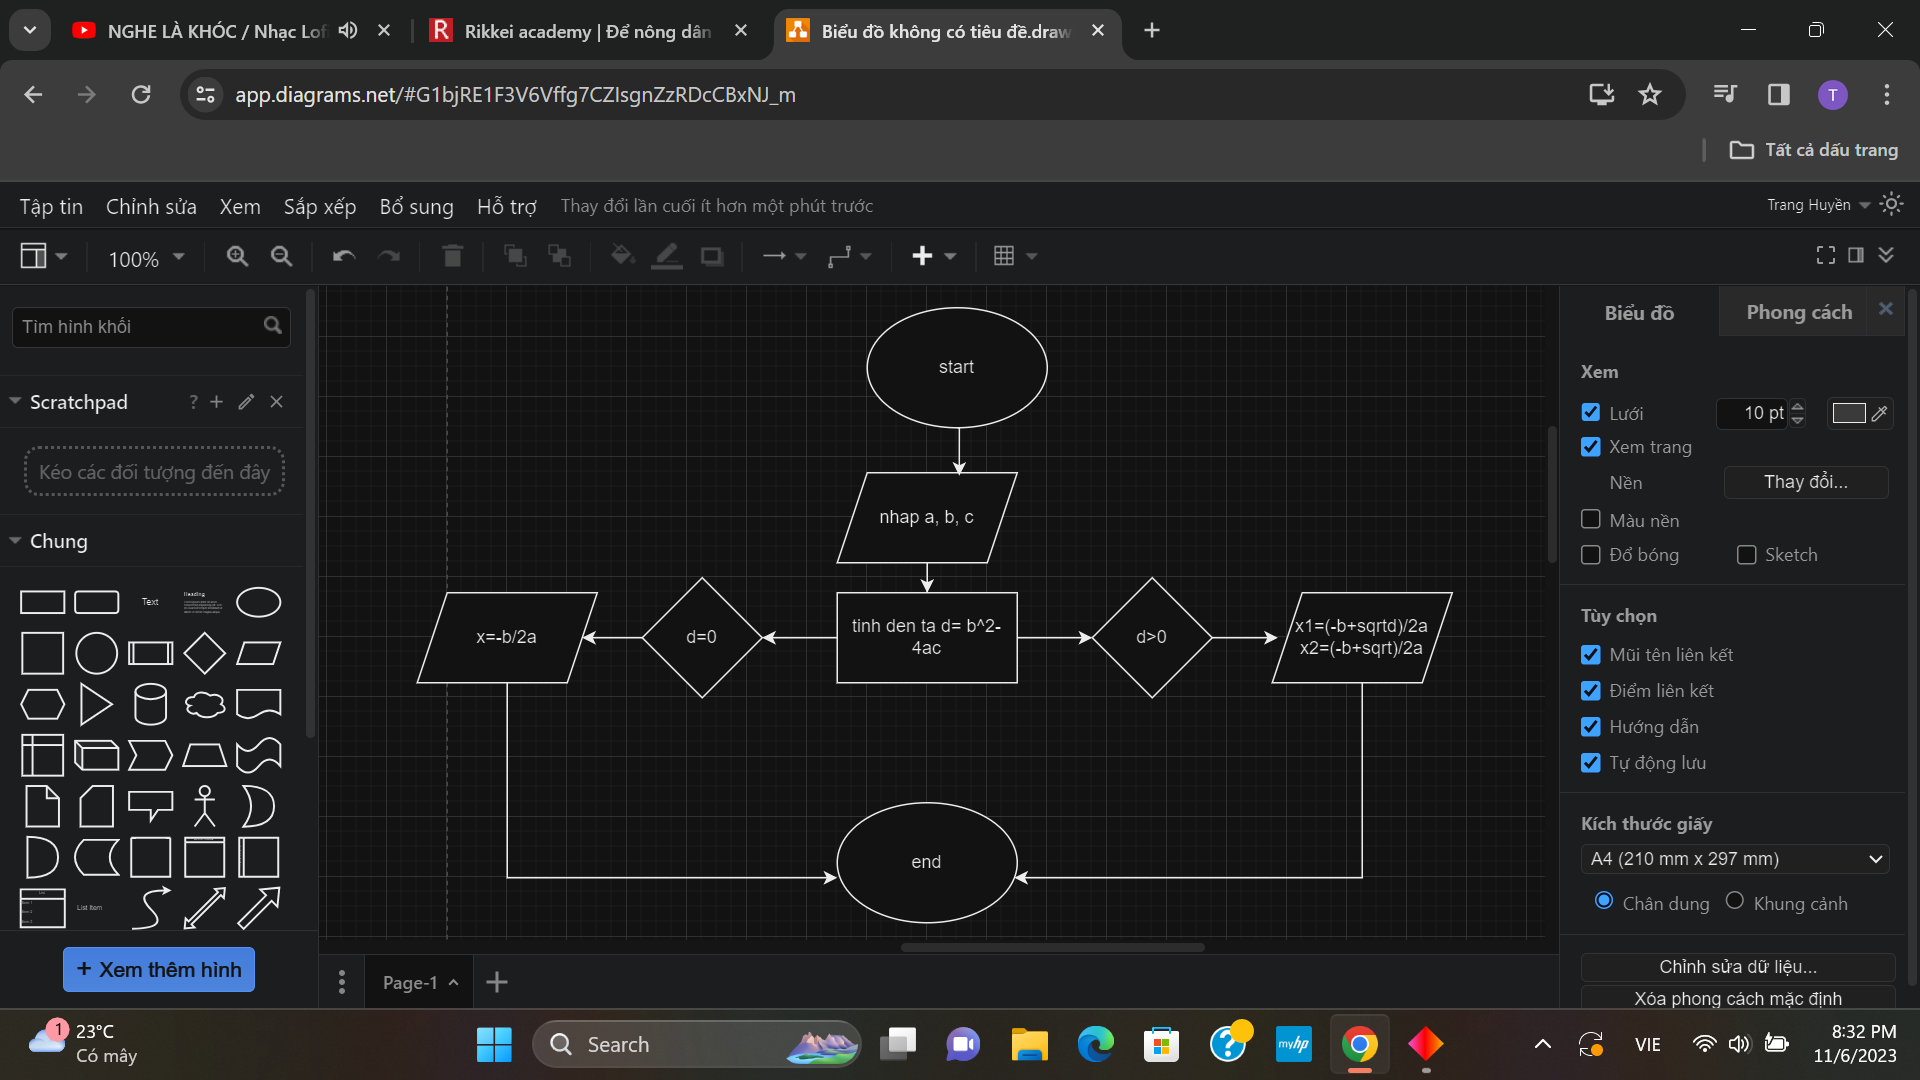 NGHE LÀ KHÓC / Nhạc Lof
Rikkei academy | Để nông dân
Biểu đồ không có tiêu đề.draw
app.diagrams.net/#G1bjRE1F3V6Vffg7CZIsgnZzRDcCBxNJ_m
T
Tất cả dấu trang
Tập tin Chỉnh sửa Xem Sắp xếp Bổ sung Hỗ trợ Thay đổi lần cuối ít hơn một phút trước
Trang Huyền
100%
Tìm hình khối
Scratchpad
?
Kéo các đối tượng đến đây
Chung
Text
Heading
List Item
+ Xem thêm hình
start
nhap a, b, c
x=-b/2a
d=0
tinh den ta d= b^2-
4ac
d>0
x1=(-b+sqrtd)/2a
x2=(-b+sqrt)/2a
end
Page-1
Biểu đồ
Phong cách
Xem
Lưới
10 pt
Xem trang
Nền
Thay đổi...
Màu nền
Đổ bóng
Sketch
Tùy chọn
Mũi tên liên kết
Điểm liên kết
Hướng dẫn
Tự động lưu
Kích thước giấy
A4 (210 mm x 297 mm)
Chân dung
Khung cảnh
Chỉnh sửa dữ liệu...
Xóa phong cách mặc định
1
23°C
Có mây
Search
myhp
VIE
8:32 PM
11/6/2023